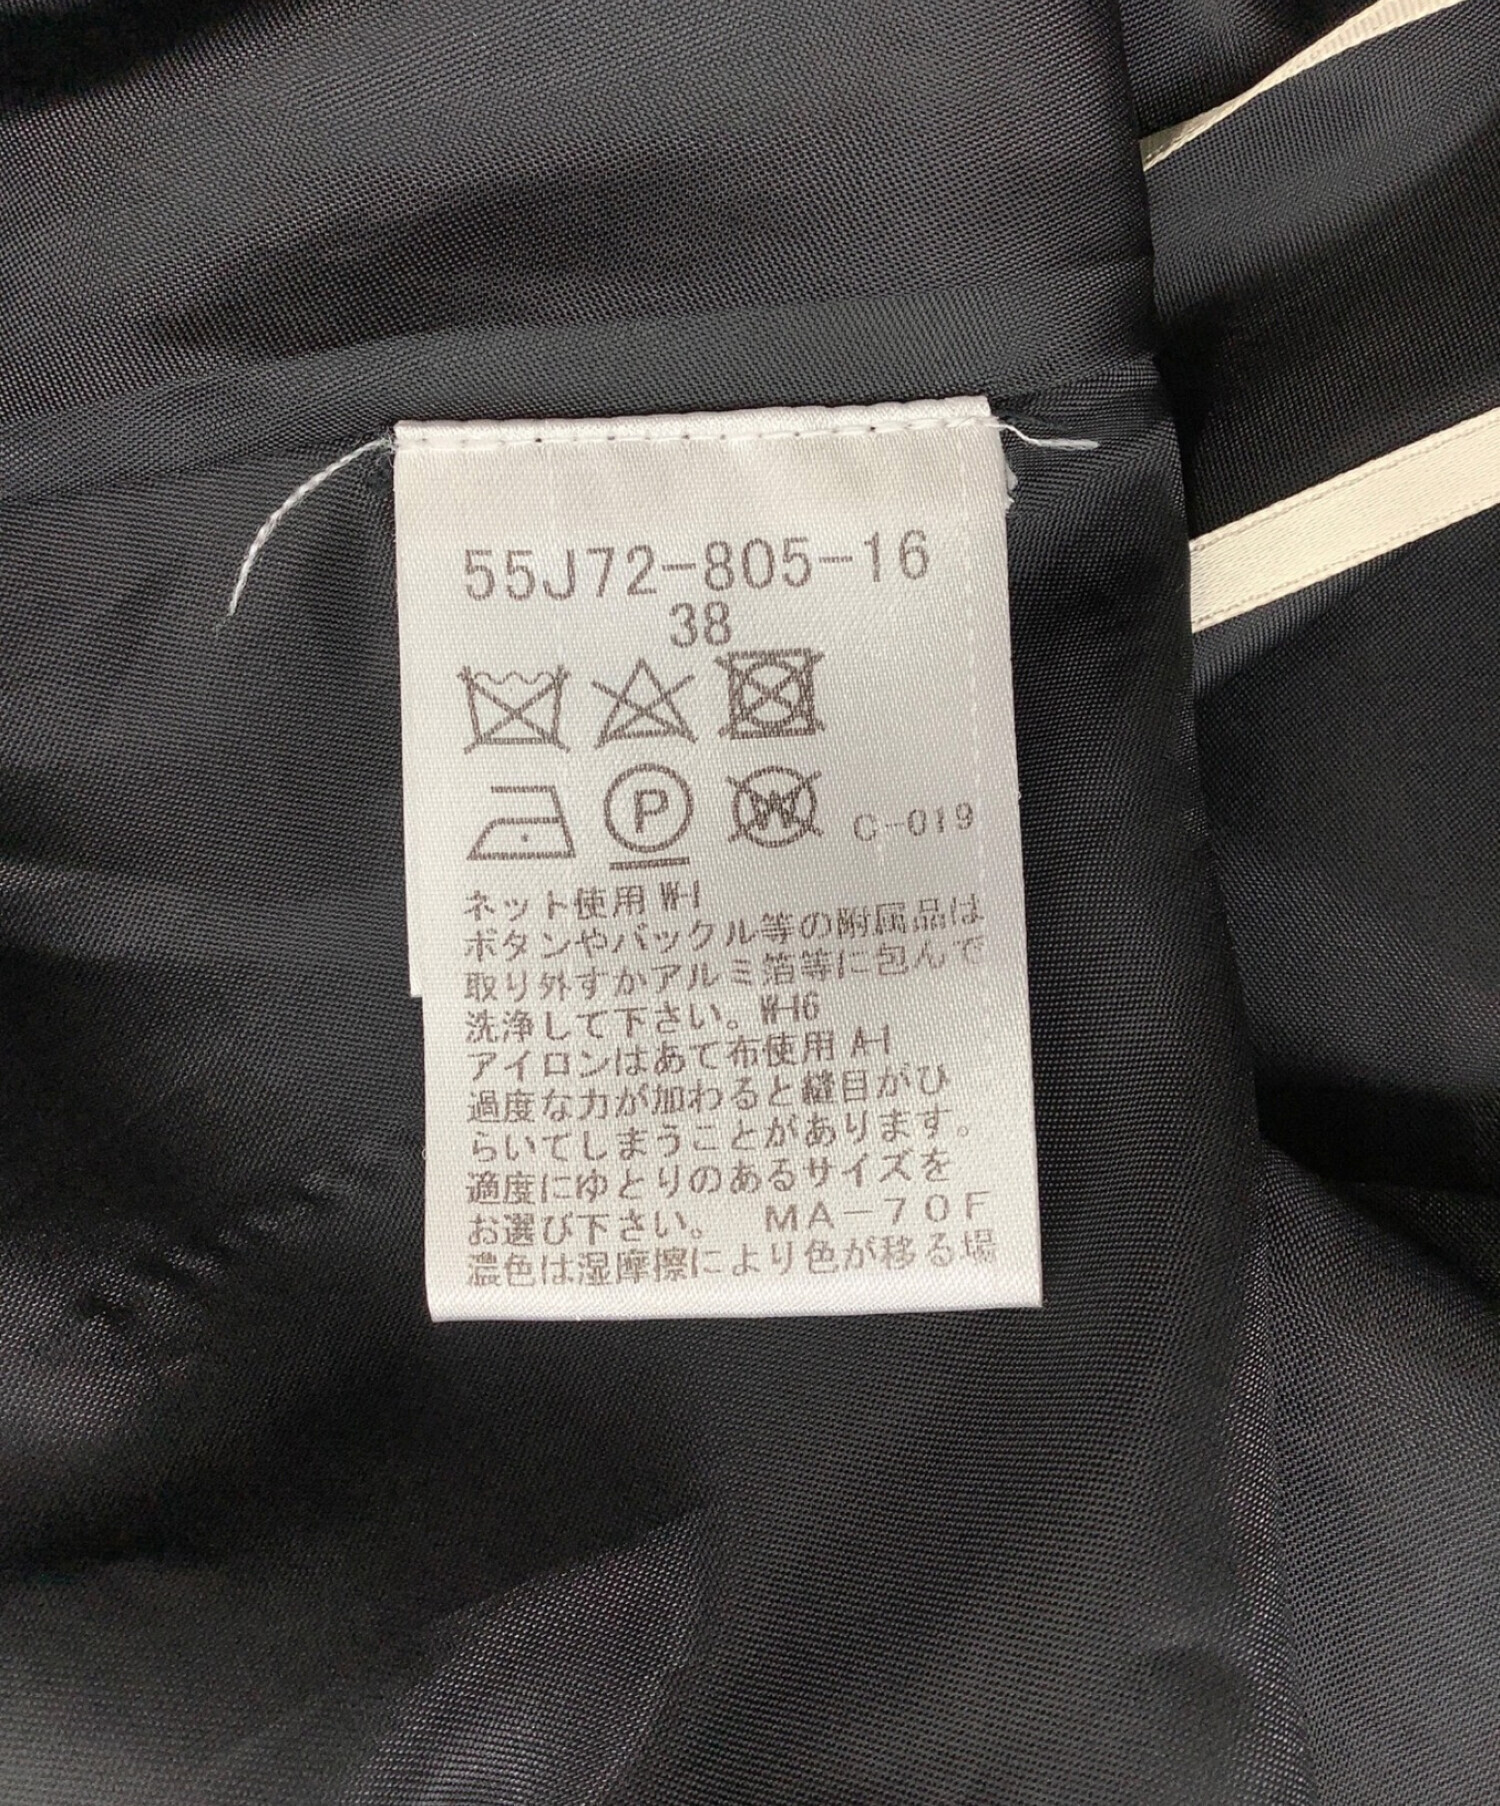 55J72-805-16
38
P W C-019
ネット使用 W-1
ボタンやバックル等の附属品は
取り外すかアルミ箔等に包んで
洗浄して下さい。W-16
アイロンはあて布使用 A-1
過度な力が加わると縫目がひ
らいてしまうことがあります。
適度にゆとりのあるサイズを
お選び下さい。 MA-70F
濃色は湿摩擦により色が移る場